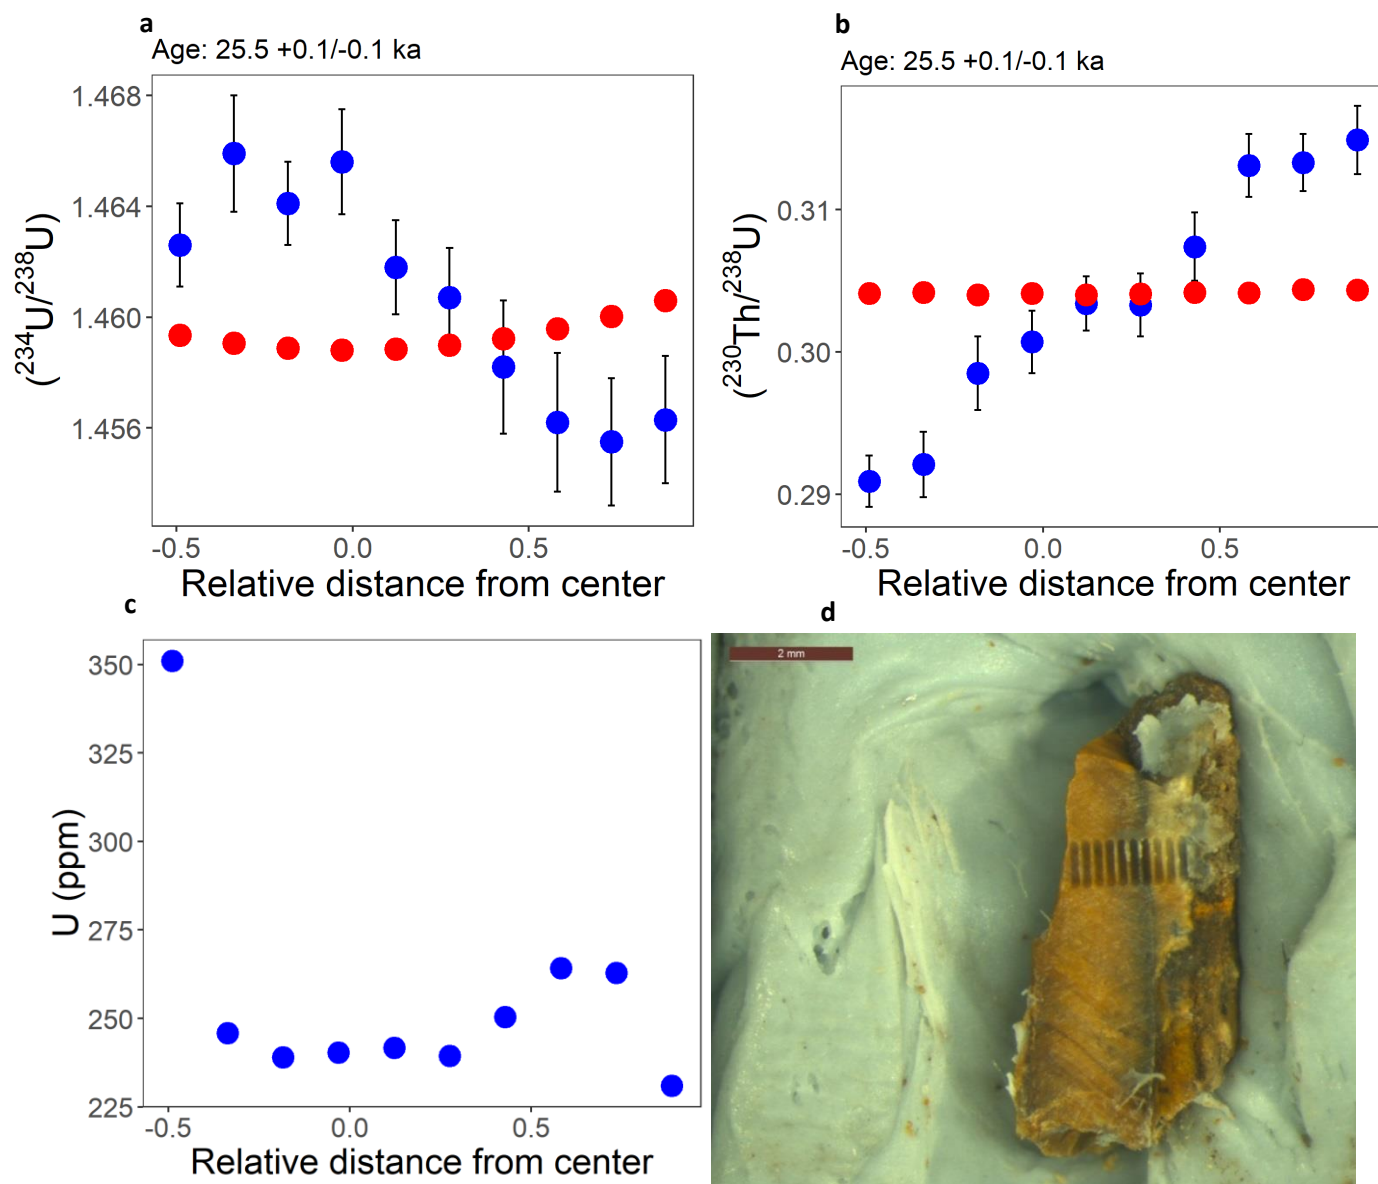 a
Age: 25.5 +0.1/-0.1 ka
1.468
1.464
1.460
1.456
(234U/238U)
-0.5 0.0 0.5
Relative distance from center
b
Age: 25.5 +0.1/-0.1 ka
0.31
0.30
0.29
(230Th/238U)
-0.5 0.0 0.5
Relative distance from center
c
350
325
300
275
250
225
U (ppm)
-0.5 0.0 0.5
Relative distance from center
d
2 mm